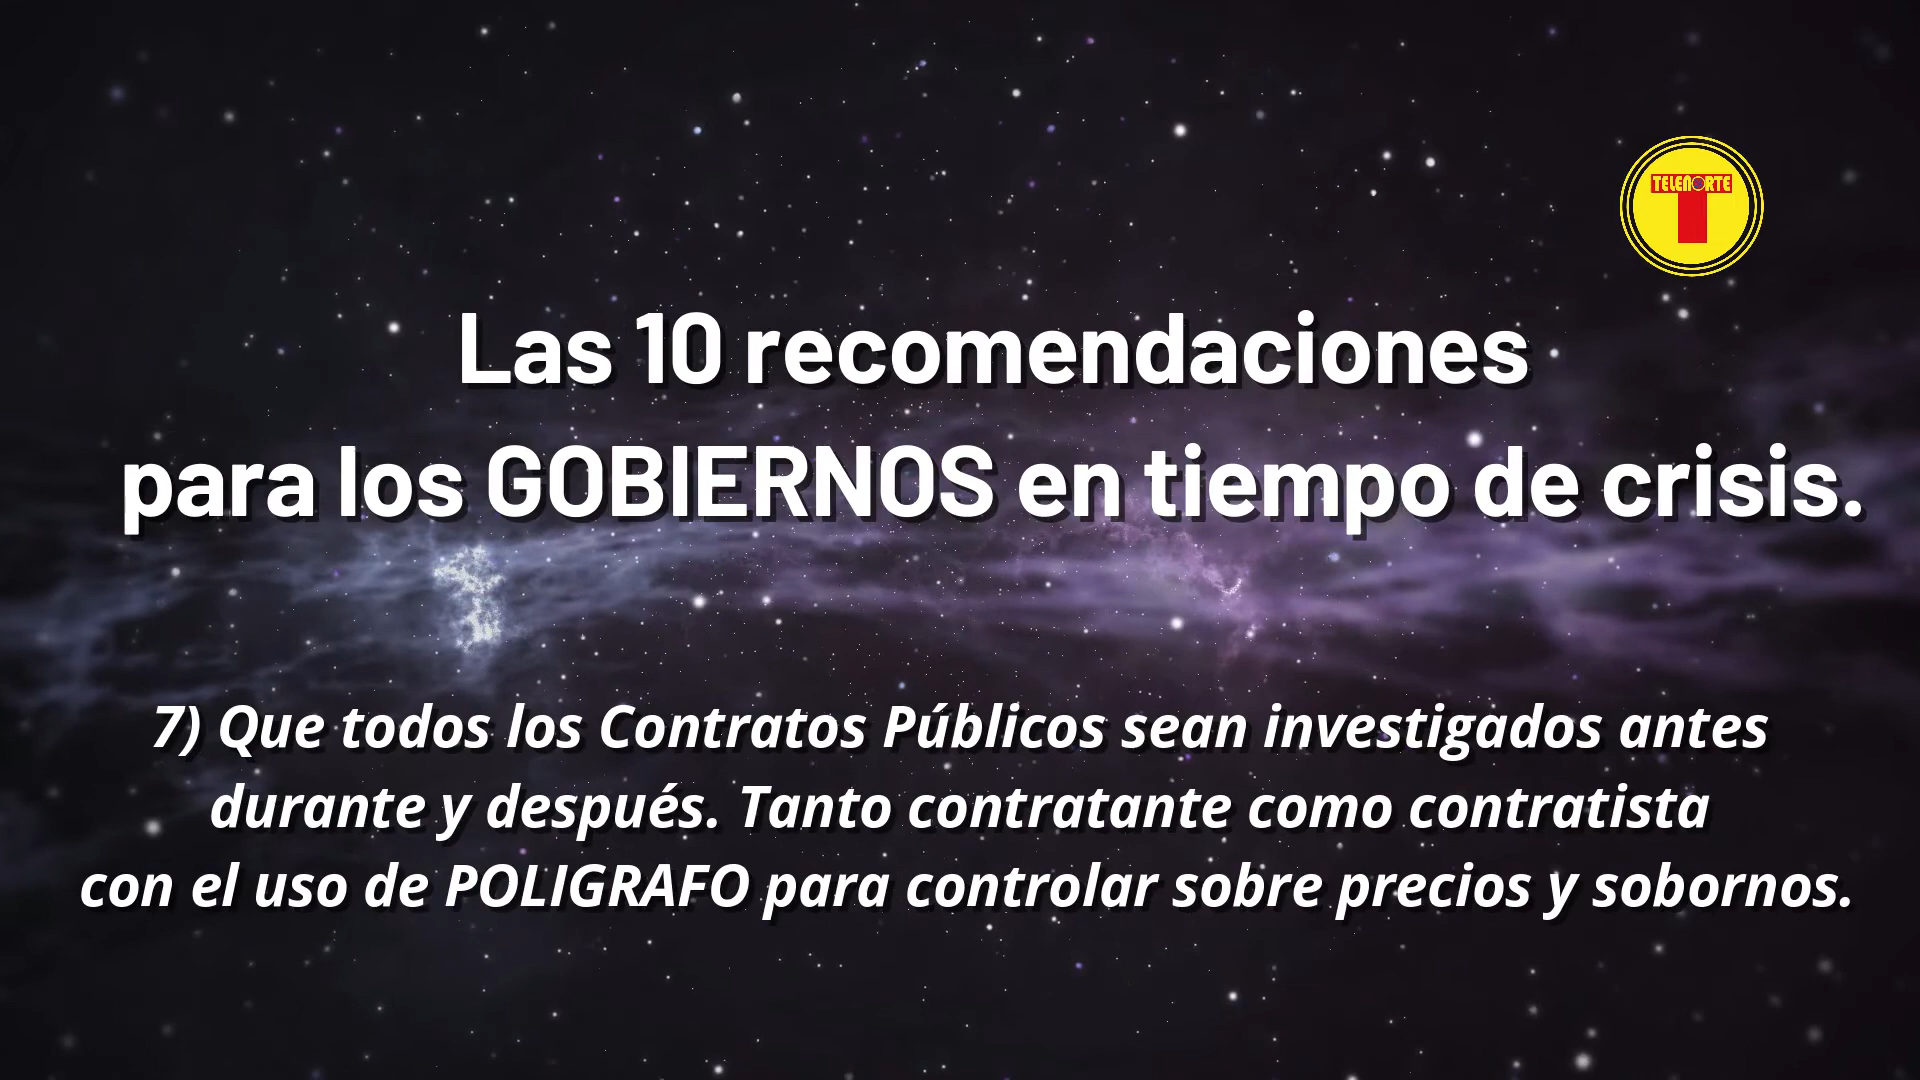 TELENORTE
T
Las 10 recomendaciones
para los GOBIERNOS en tiempo de crisis.
7) Que todos los Contratos Públicos sean investigados antes
durante y después. Tanto contratante como contratista
con el uso de POLIGRAFO para controlar sobre precios y sobornos.